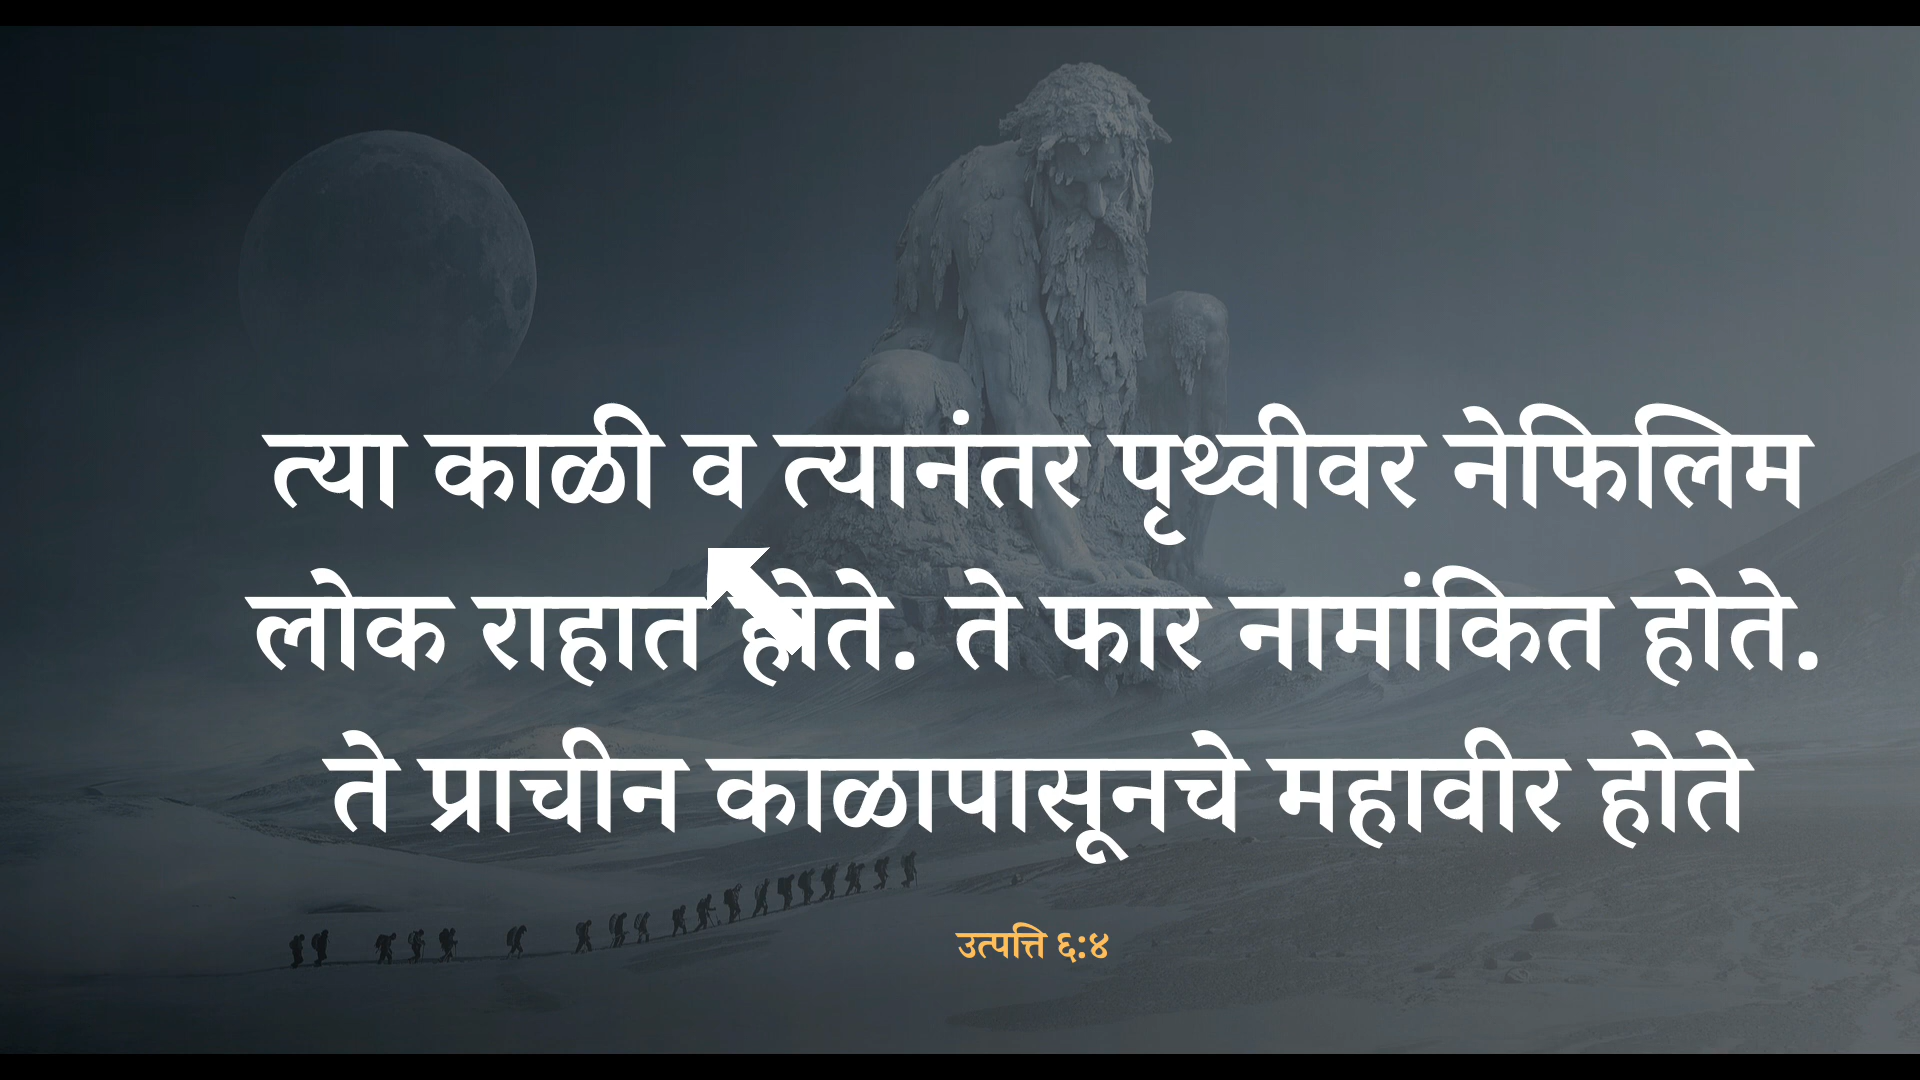 त्या काळी व त्यानंतर पृथ्वीवर नेफिलिम
लोक राहात होते. ते फार नामांकित होते.
ते प्राचीन काळापासूनचे महावीर होते
उत्पत्ति ६:४